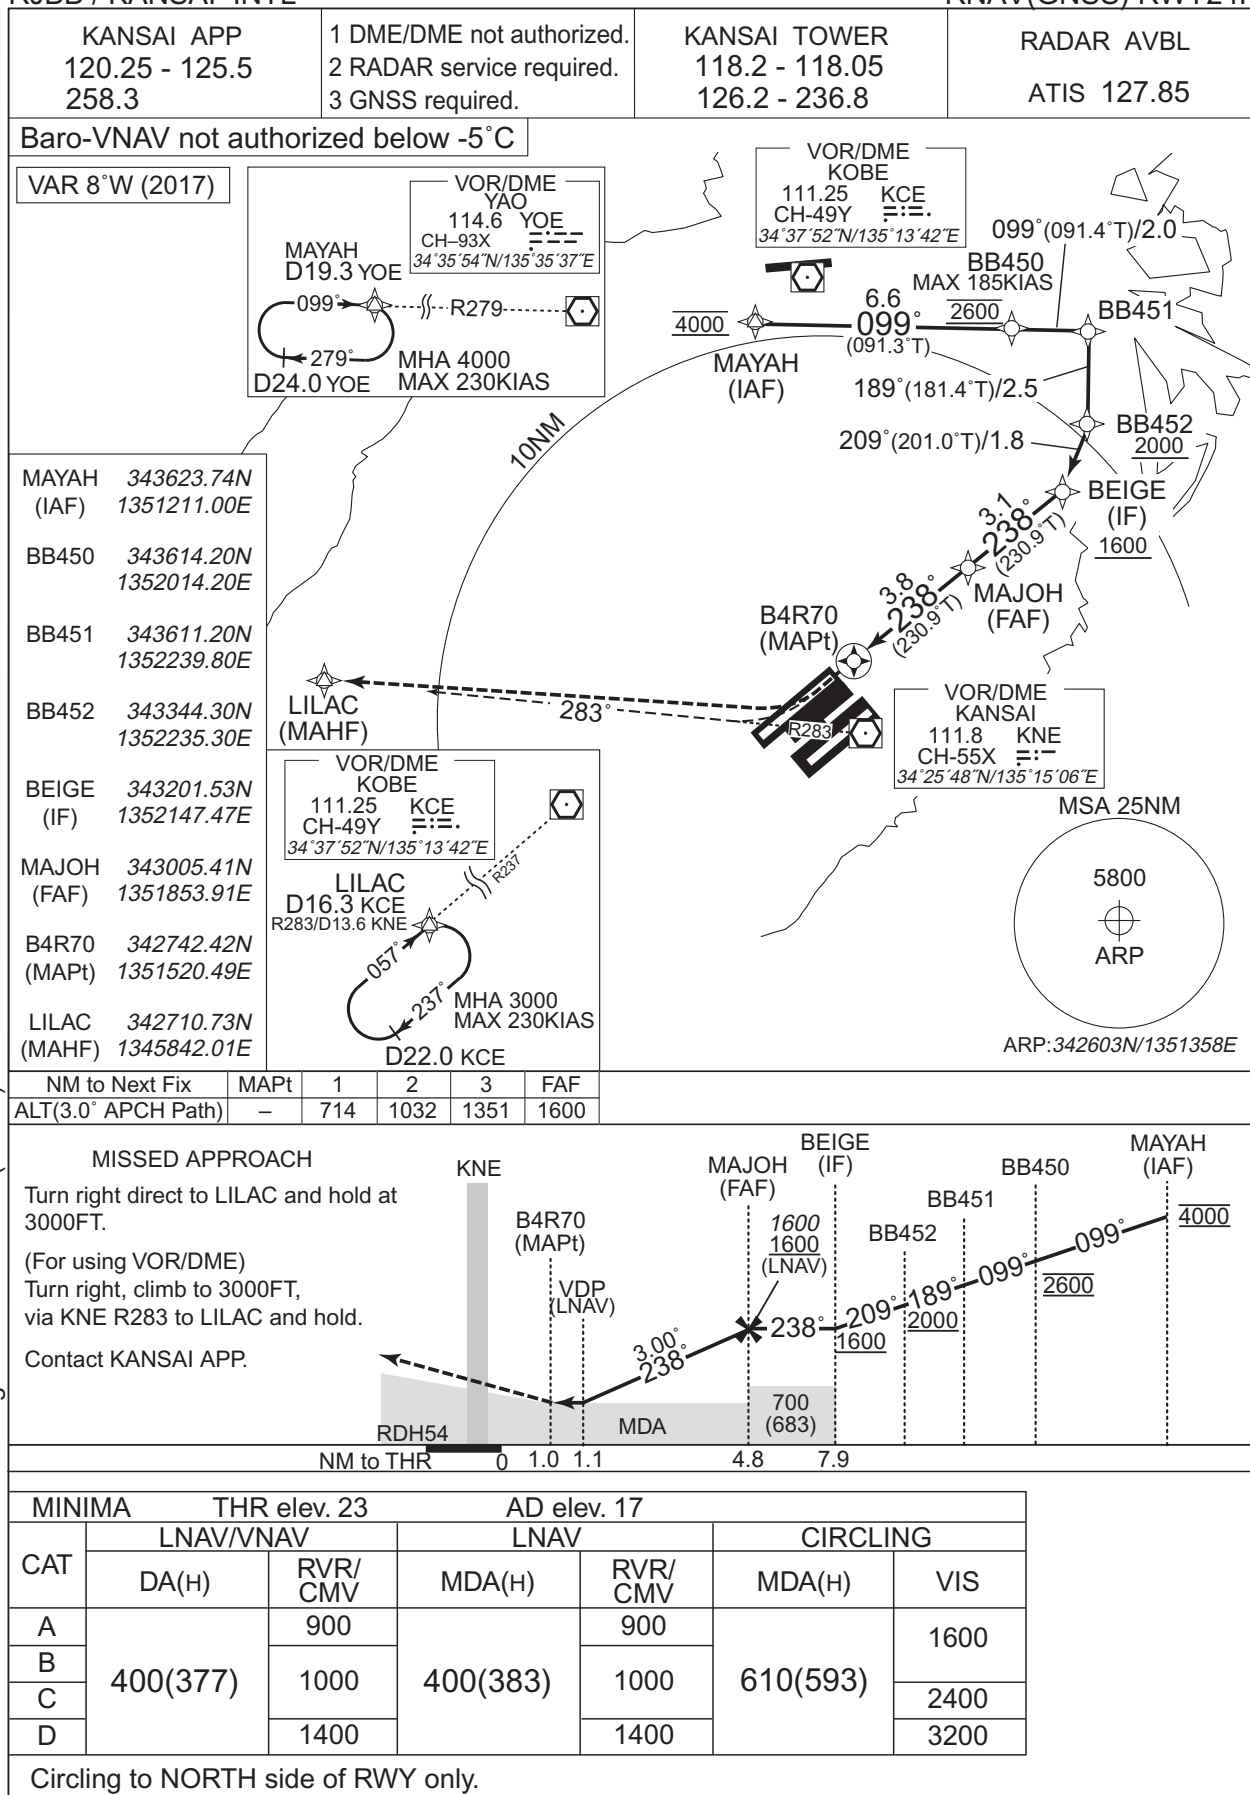 RJBB / KANSAI INTL
RNAV(GNSS) RWY24R
KANSAI APP
120.25 - 125.5
258.3
1 DME/DME not authorized.
2 RADAR service required.
3 GNSS required.
KANSAI TOWER
118.2 - 118.05
126.2 - 236.8
RADAR AVBL
ATIS 127.85
Baro-VNAV not authorized below -5˚C
VAR 8˚W (2017)
VOR/DME
YAO
114.6 YOE
CH–93X
34˚35´54˝N/135˚35´37˝E
MAYAH
D19.3 YOE
099˚
R279
279˚
D24.0 YOE
MHA 4000
MAX 230KIAS
VOR/DME
KOBE
111.25 KCE
CH-49Y
34˚37´52˝N/135˚13´42˝E
099˚(091.4˚T)/2.0
BB450
MAX 185KIAS
2600
BB451
6.6
099˚
(091.3˚T)
4000
MAYAH
(IAF)
189˚(181.4˚T)/2.5
BB452
2000
209˚(201.0˚T)/1.8
10NM
BEIGE
(IF)
1600
3.1
238˚
(230.9˚T)
MAJOH
(FAF)
3.8
238˚
(230.9˚T)
B4R70
(MAPt)
LILAC
(MAHF)
283˚
R283
VOR/DME
KANSAI
111.8 KNE
CH-55X
34˚25´48˝N/135˚15´06˝E
MAYAH 343623.74N
(IAF) 1351211.00E
BB450 343614.20N
1352014.20E
BB451 343611.20N
1352239.80E
BB452 343344.30N
1352235.30E
BEIGE 343201.53N
(IF) 1352147.47E
MAJOH 343005.41N
(FAF) 1351853.91E
B4R70 342742.42N
(MAPt) 1351520.49E
LILAC 342710.73N
(MAHF) 1345842.01E
VOR/DME
KOBE
111.25 KCE
CH-49Y
34˚37´52˝N/135˚13´42˝E
R237
LILAC
D16.3 KCE
R283/D13.6 KNE
057˚
237˚
MHA 3000
MAX 230KIAS
D22.0 KCE
MSA 25NM
5800
ARP
ARP:342603N/1351358E
NM to Next Fix MAPt 1 2 3 FAF
ALT(3.0˚ APCH Path) – 714 1032 1351 1600
MISSED APPROACH
Turn right direct to LILAC and hold at
3000FT.
(For using VOR/DME)
Turn right, climb to 3000FT,
via KNE R283 to LILAC and hold.
Contact KANSAI APP.
KNE
B4R70
(MAPt)
VDP
(LNAV)
MAJOH
(FAF)
1600
1600
(LNAV)
BEIGE
(IF)
BB452
BB451
BB450
MAYAH
(IAF)
4000
099˚
2600
099˚
189˚
2000
209˚
1600
238˚
3.00˚
238˚
700
(683)
MDA
RDH54
NM to THR 0 1.0 1.1 4.8 7.9
MINIMA THR elev. 23 AD elev. 17
CAT LNAV/VNAV LNAV CIRCLING
DA(H) RVR/CMV MDA(H) RVR/CMV MDA(H) VIS
A 900 900 1600
B 400(377) 1000 400(383) 1000 610(593)
C 2400
D 1400 1400 3200
Circling to NORTH side of RWY only.